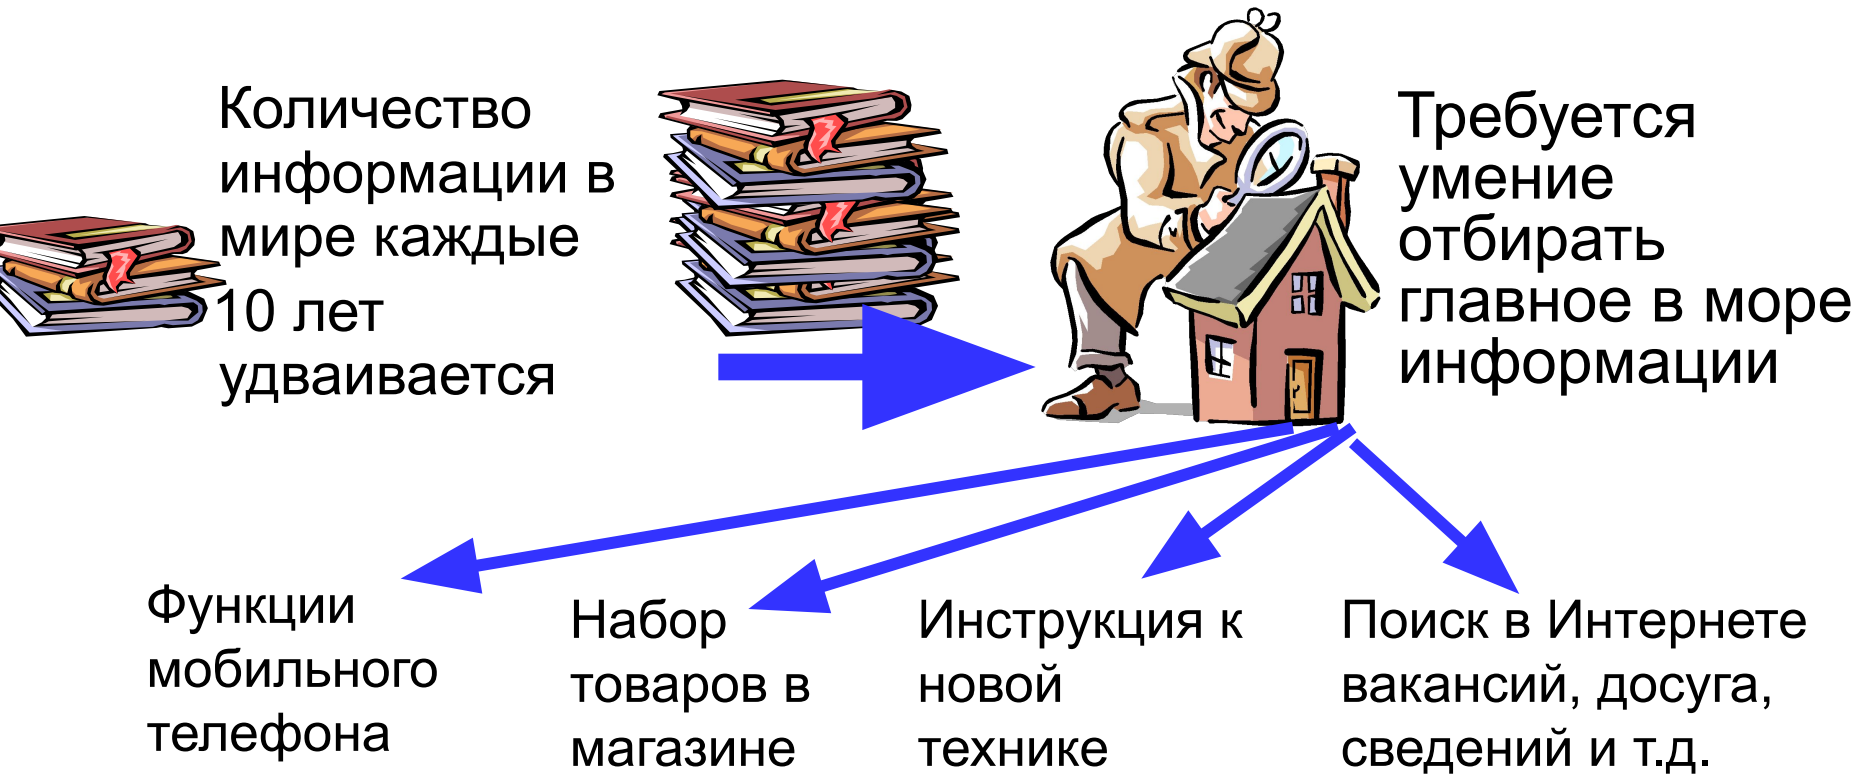 Количество
информации в
мире каждые
10 лет
удваивается
Требуется
умение
отбирать
главное в море
информации
Функции
мобильного
телефона
Набор
товаров в
магазине
Инструкция к
новой
технике
Поиск в Интернете
вакансий, досуга,
сведений и т.д.